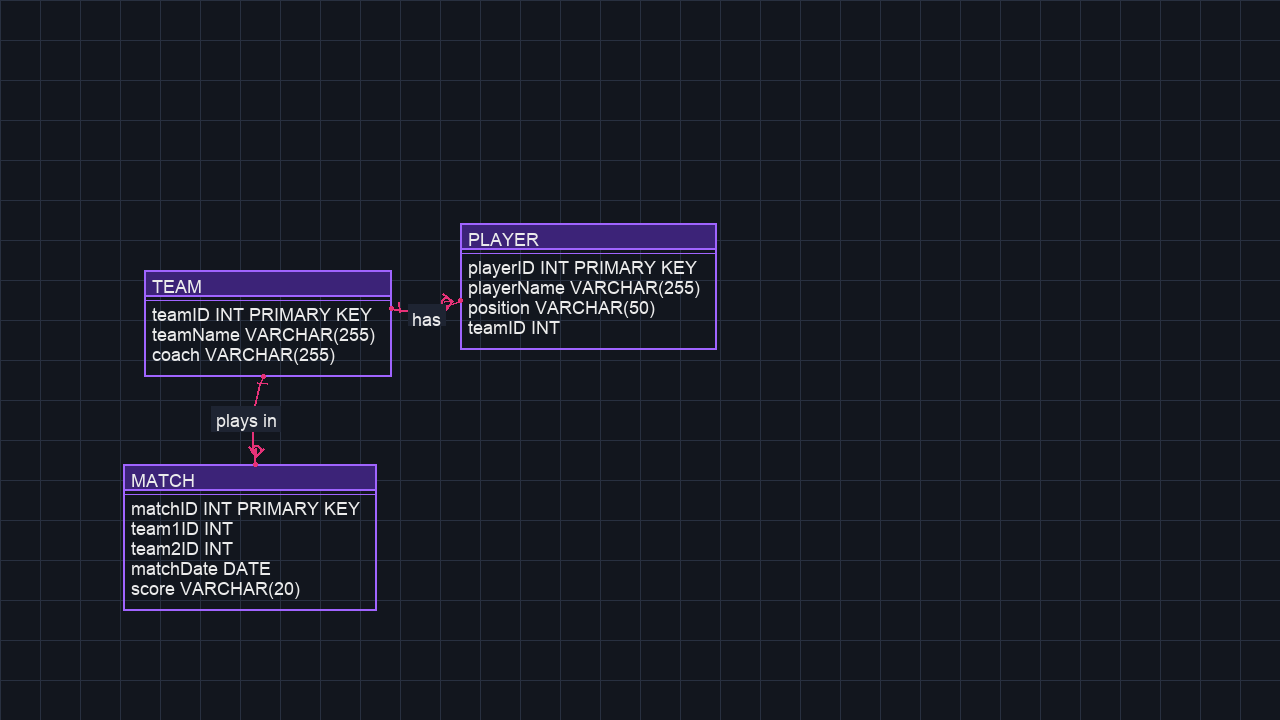 PLAYER
playerID INT PRIMARY KEY
playerName VARCHAR(255)
position VARCHAR(50)
teamID INT
TEAM
teamID INT PRIMARY KEY
teamName VARCHAR(255)
coach VARCHAR(255)
has
plays in
MATCH
matchID INT PRIMARY KEY
team1ID INT
team2ID INT
matchDate DATE
score VARCHAR(20)